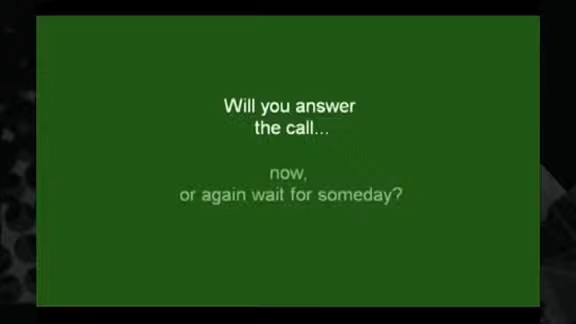 Will you answer
the call...
now,
or again wait for someday?